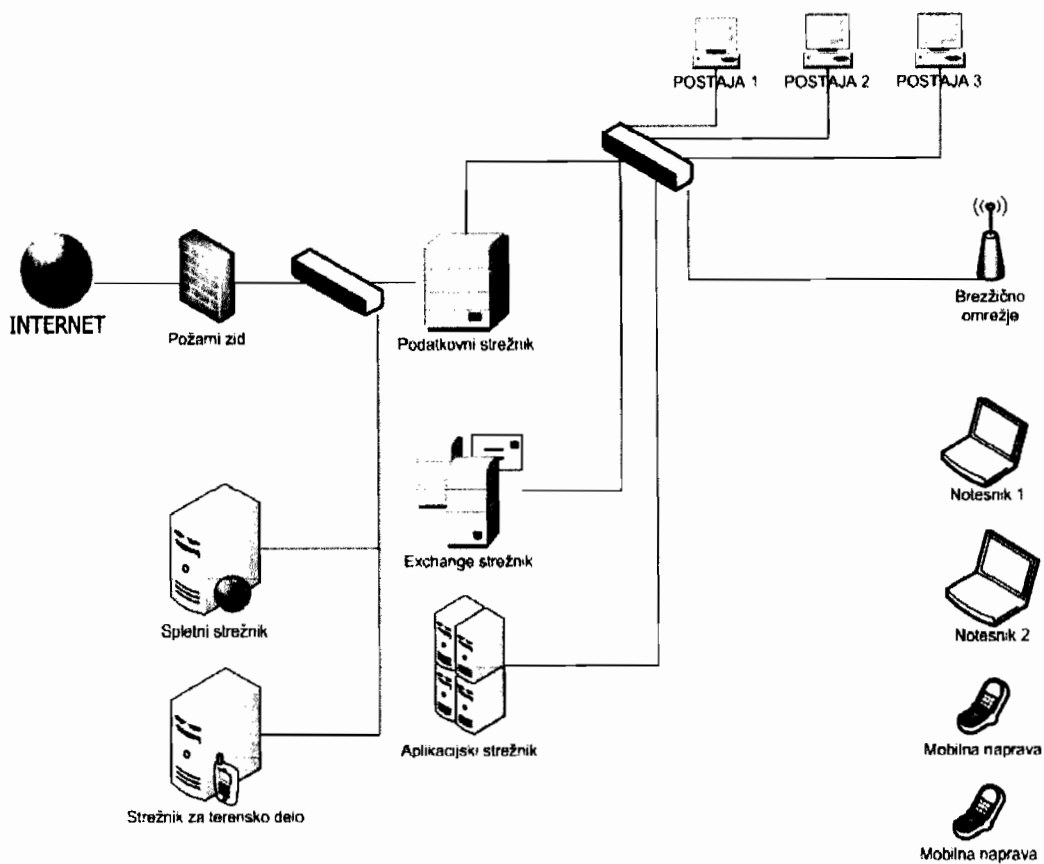 POSTAJA 1
POSTAJA 2
POSTAJA 3
INTERNET
Požarni zid
Podatkovni strežnik
Brezžično
omrežje
Notesnik 1
Exchange strežnik
Spletni strežnik
Notesnik 2
Aplikacijski strežnik
Mobilna naprava
Strežnik za terensko delo
Mobilna naprava